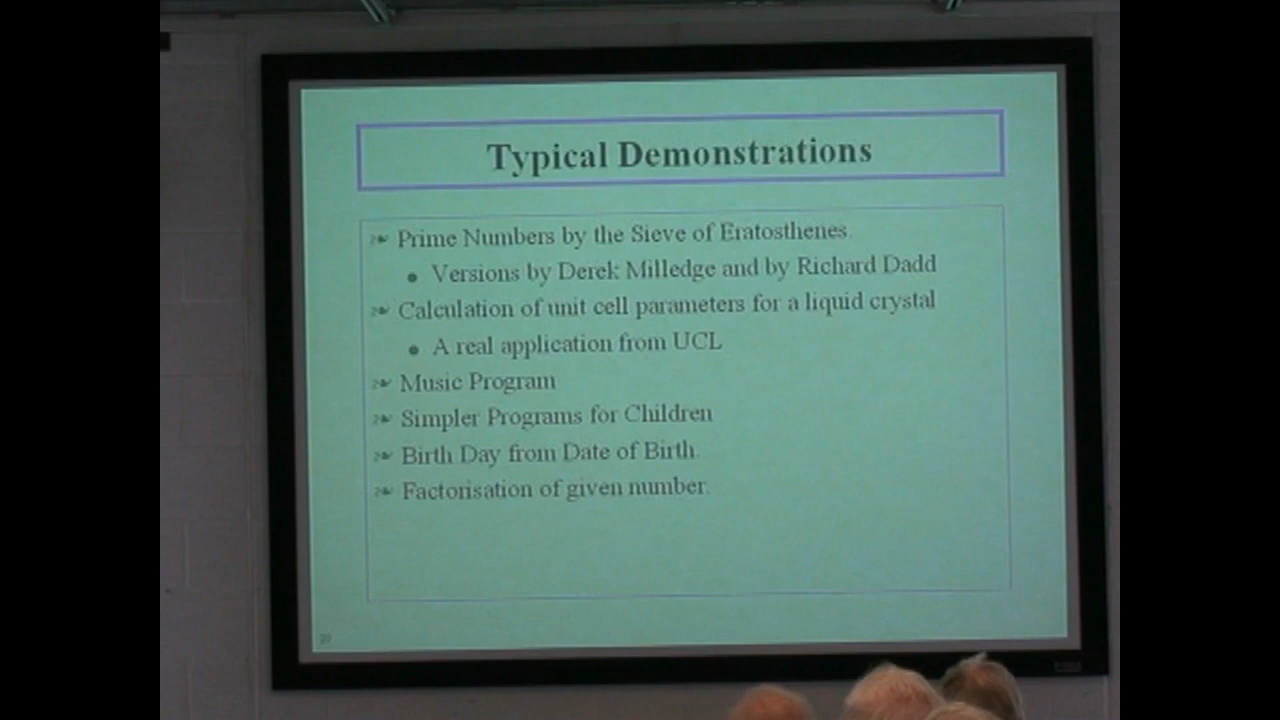 Typical Demonstrations
Prime Numbers by the Sieve of Eratosthenes.
Versions by Derek Milledge and by Richard Dadd
Calculation of unit cell parameters for a liquid crystal
A real application from UCL
Music Program
Simpler Programs for Children
Birth Day from Date of Birth.
Factorisation of given number.